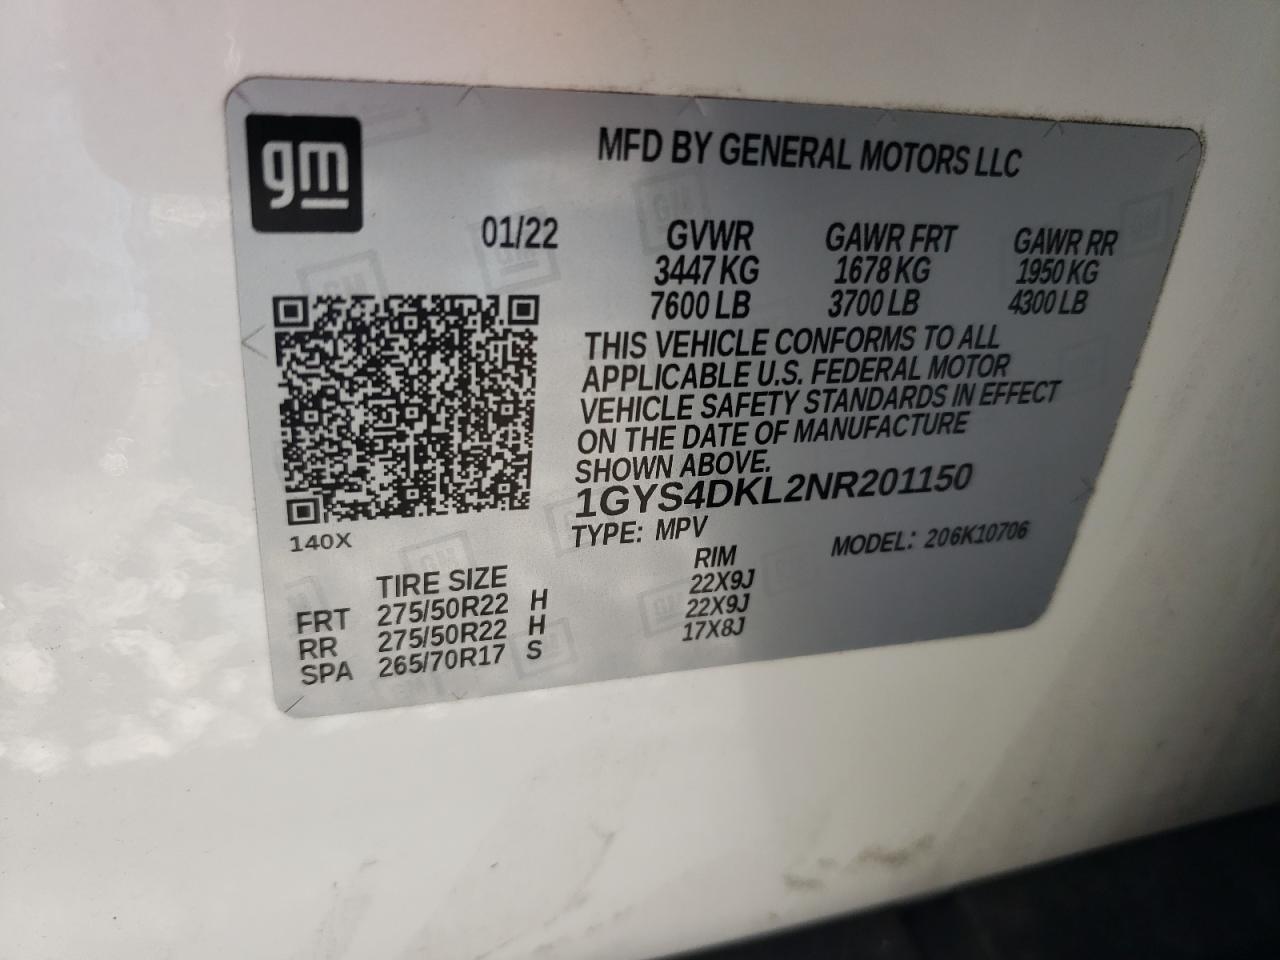 gm
MFD BY GENERAL MOTORS LLC
01/22 GVWR GAWR FRT GAWR RR
3447 KG 1678 KG 1950 KG
7600 LB 3700 LB 4300 LB
THIS VEHICLE CONFORMS TO ALL
APPLICABLE U.S. FEDERAL MOTOR
VEHICLE SAFETY STANDARDS IN EFFECT
ON THE DATE OF MANUFACTURE
SHOWN ABOVE.
1GYS4DKL2NR201150
TYPE: MPV MODEL: 206K10706
140X
TIRE SIZE RIM
FRT 275/50R22 H 22X9J
RR 275/50R22 H 22X9J
SPA 265/70R17 S 17X8J